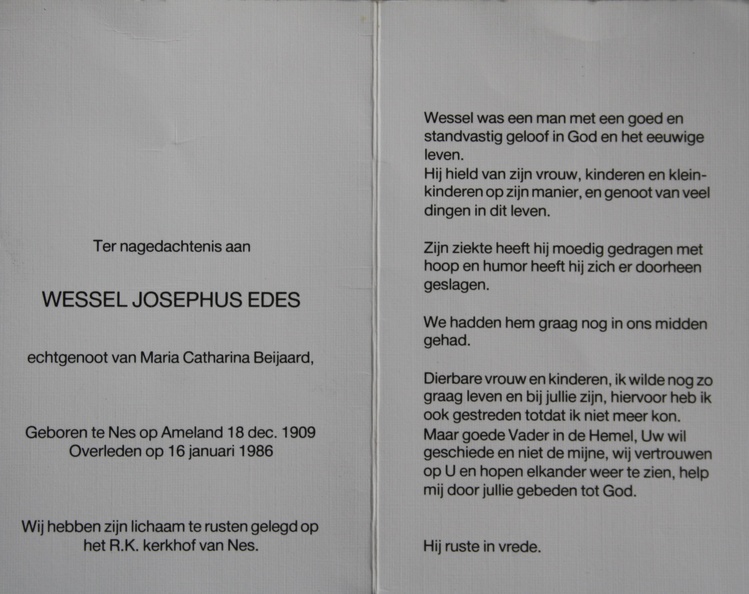 Ter nagedachtenis aan
WESSEL JOSEPHUS EDES
echtgenoot van Maria Catharina Beijaard,
Geboren te Nes op Ameland 18 dec. 1909
Overleden op 16 januari 1986
Wij hebben zijn lichaam te rusten gelegd op
het R.K. kerkhof van Nes.
Wessel was een man met een goed en
standvastig geloof in God en het eeuwige
leven.
Hij hield van zijn vrouw, kinderen en klein-
kinderen op zijn manier, en genoot van veel
dingen in dit leven.
Zijn ziekte heeft hij moedig gedragen met
hoop en humor heeft hij zich er doorheen
geslagen.
We hadden hem graag nog in ons midden
gehad.
Dierbare vrouw en kinderen, ik wilde nog zo
graag leven en bij jullie zijn, hiervoor heb ik
ook gestreden totdat ik niet meer kon.
Maar goede Vader in de Hemel, Uw wil
geschiede en niet de mijne, wij vertrouwen
op U en hopen elkander weer te zien, help
mij door jullie gebeden tot God.
Hij ruste in vrede.